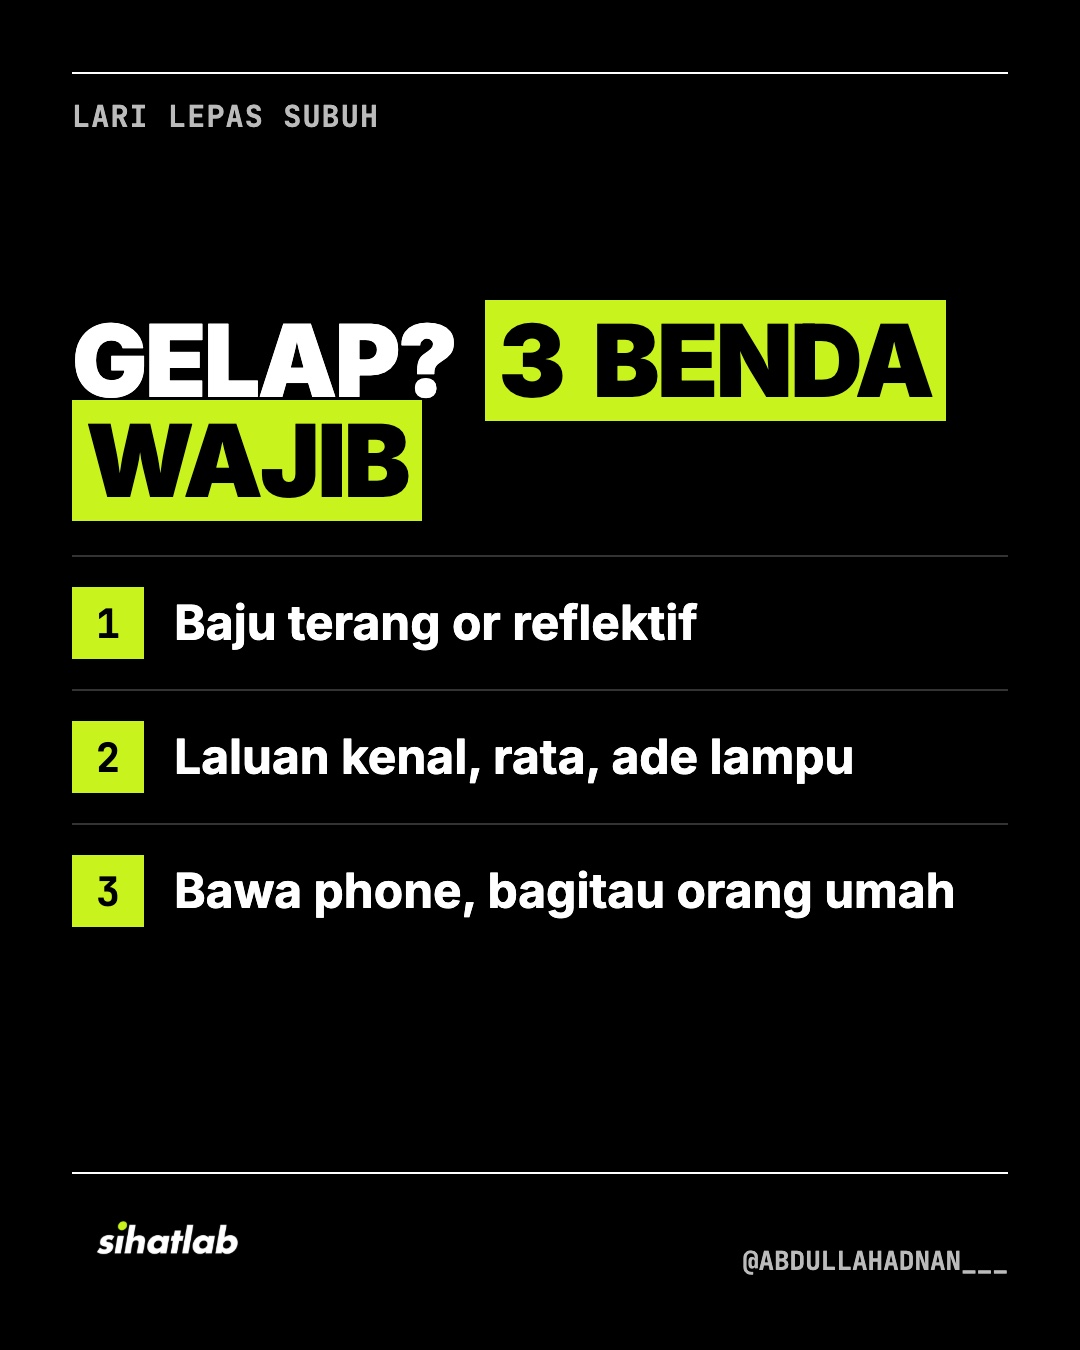 LARI LEPAS SUBUH
GELAP? 3 BENDA
WAJIB
1 Baju terang or reflektif
2 Laluan kenal, rata, ade lampu
3 Bawa phone, bagitau orang umah
sihatlab
@ABDULLAHADNAN___